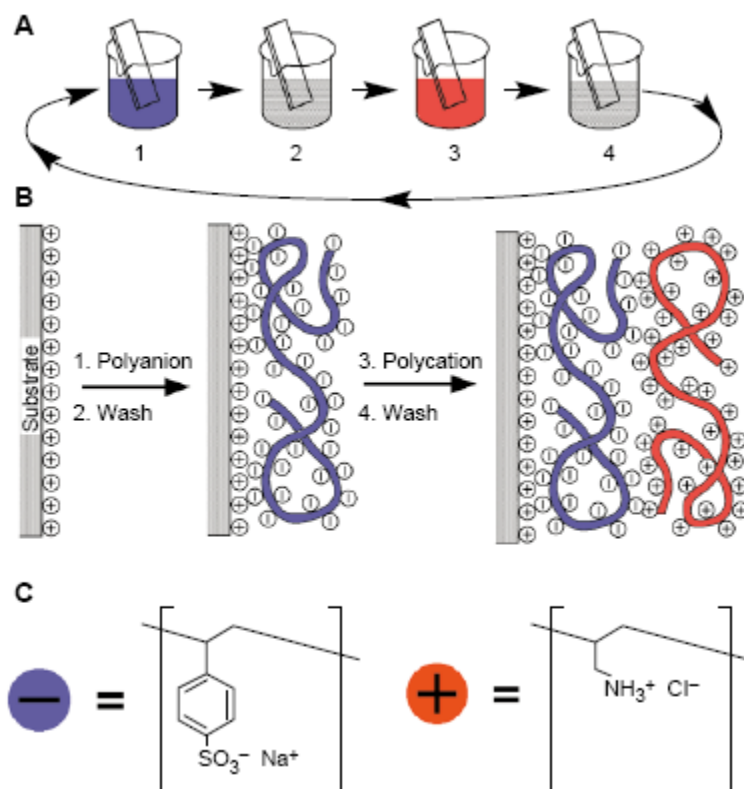 A
1 2 3 4
B
Substrate
1. Polyanion
2. Wash
3. Polycation
4. Wash
C
− =
SO₃⁻ Na⁺
+ =
NH₃⁺ Cl⁻